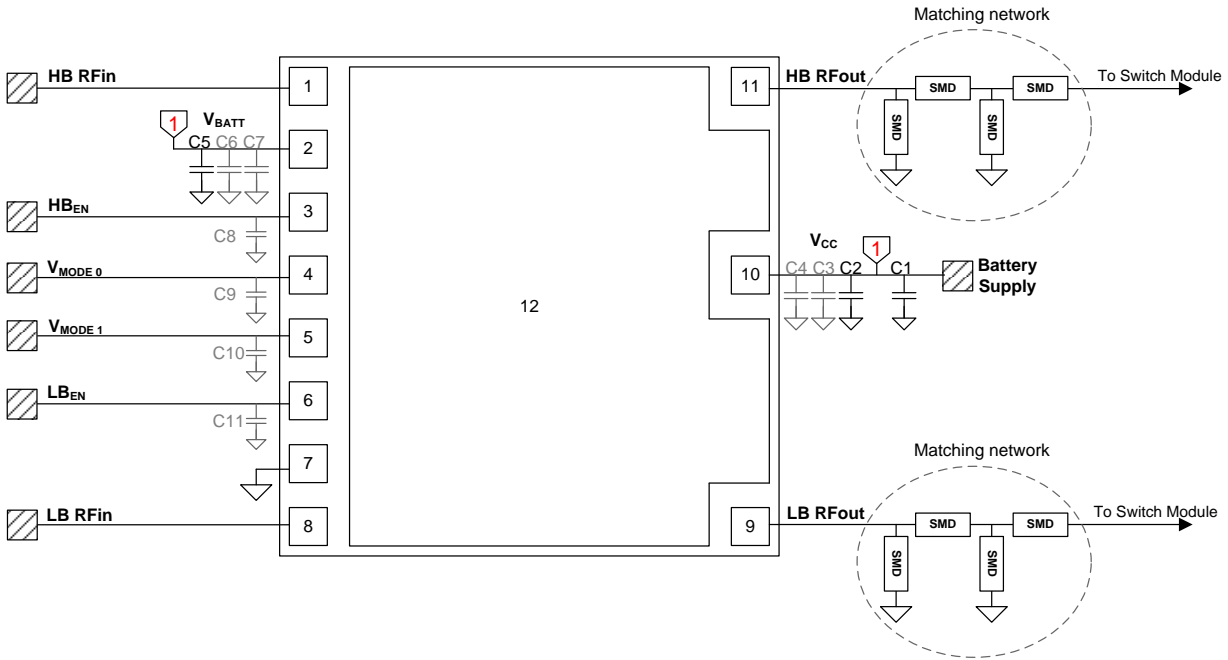 Matching network
HB RFin
1
11
HB RFout
SMD
SMD
To Switch Module
SMD
SMD
1
VBATT
C5 C6 C7
2
HBEN
3
C8
VMODE 0
4
C9
VCC
1
C4 C3 C2 C1
10
Battery
Supply
12
VMODE 1
5
C10
LBEN
6
C11
7
Matching network
LB RFin
8
9
LB RFout
SMD
SMD
To Switch Module
SMD
SMD